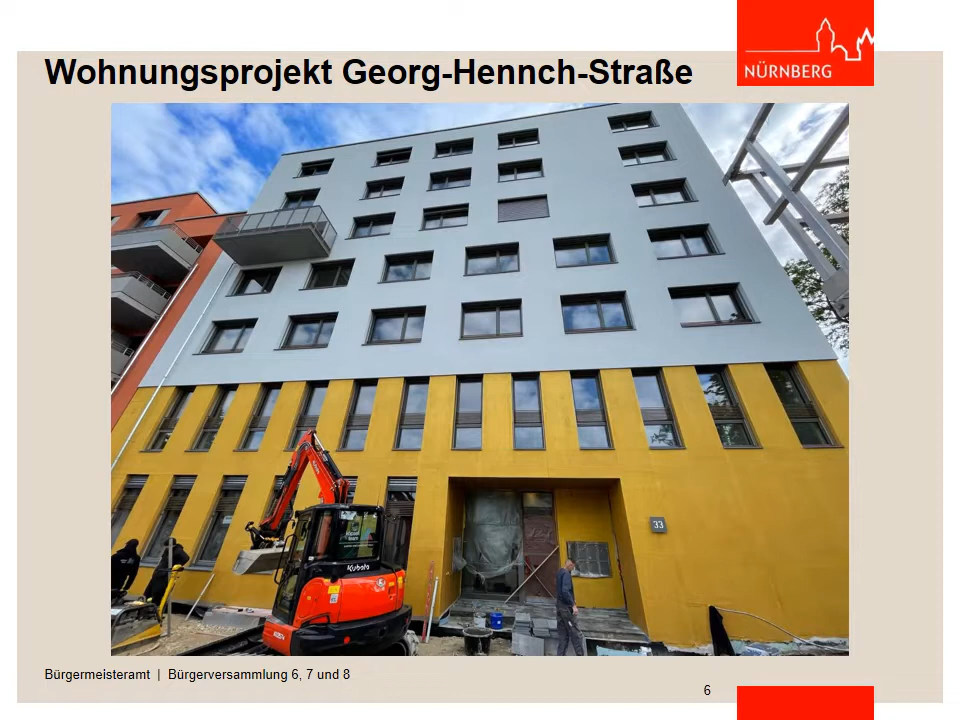 NÜRNBERG
Wohnungsprojekt Georg-Hennch-Straße
33
Kubota
Bürgermeisteramt | Bürgerversammlung 6, 7 und 8
6